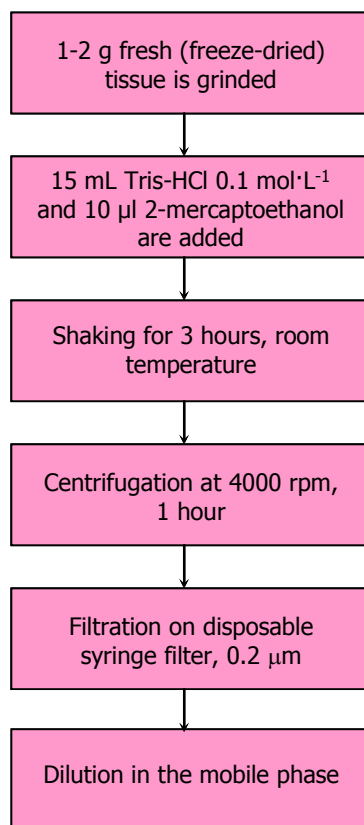 1-2 g fresh (freeze-dried)
tissue is grinded
15 mL Tris-HCl 0.1 mol·L⁻¹
and 10 µl 2-mercaptoethanol
are added
Shaking for 3 hours, room
temperature
Centrifugation at 4000 rpm,
1 hour
Filtration on disposable
syringe filter, 0.2 µm
Dilution in the mobile phase